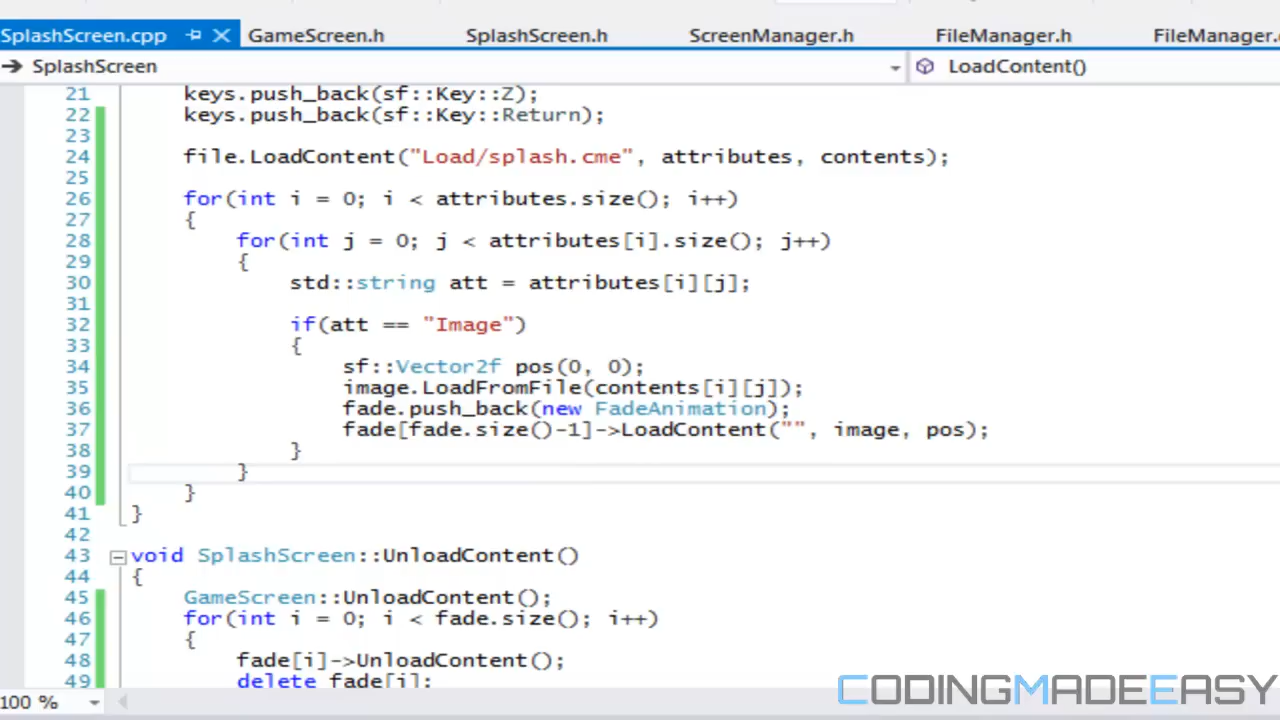 SplashScreen.cpp GameScreen.h SplashScreen.h ScreenManager.h FileManager.h FileManager.
SplashScreen LoadContent()
21 keys.push_back(sf::Key::Z);
22 keys.push_back(sf::Key::Return);
23
24 file.LoadContent("Load/splash.cme", attributes, contents);
25
26 for(int i = 0; i < attributes.size(); i++)
27 {
28 for(int j = 0; j < attributes[i].size(); j++)
29 {
30 std::string att = attributes[i][j];
31
32 if(att == "Image")
33 {
34 sf::Vector2f pos(0, 0);
35 image.LoadFromFile(contents[i][j]);
36 fade.push_back(new FadeAnimation);
37 fade[fade.size()-1]->LoadContent("", image, pos);
38 }
39 }
40 }
41 }
42
43 void SplashScreen::UnloadContent()
44 {
45 GameScreen::UnloadContent();
46 for(int i = 0; i < fade.size(); i++)
47 {
48 fade[i]->UnloadContent();
49 delete fade[i];
100 %
CODINGMADEEASY